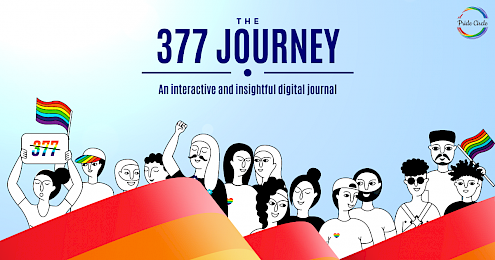 Pride Circle
THE
377 JOURNEY
An interactive and insightful digital journal
377